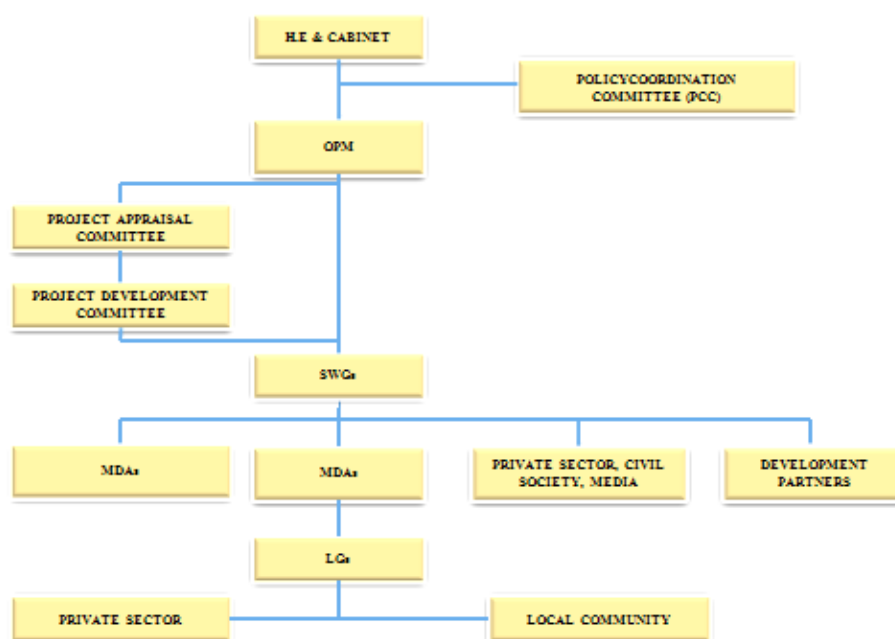 H.E & CABINET
POLICYCOORDINATION
COMMITTEE (PCC)
OPM
PROJECT APPRAISAL
COMMITTEE
PROJECT DEVELOPMENT
COMMITTEE
SWGs
MDAs
MDAs
PRIVATE SECTOR, CIVIL
SOCIETY, MEDIA
DEVELOPMENT
PARTNERS
LGs
PRIVATE SECTOR
LOCAL COMMUNITY